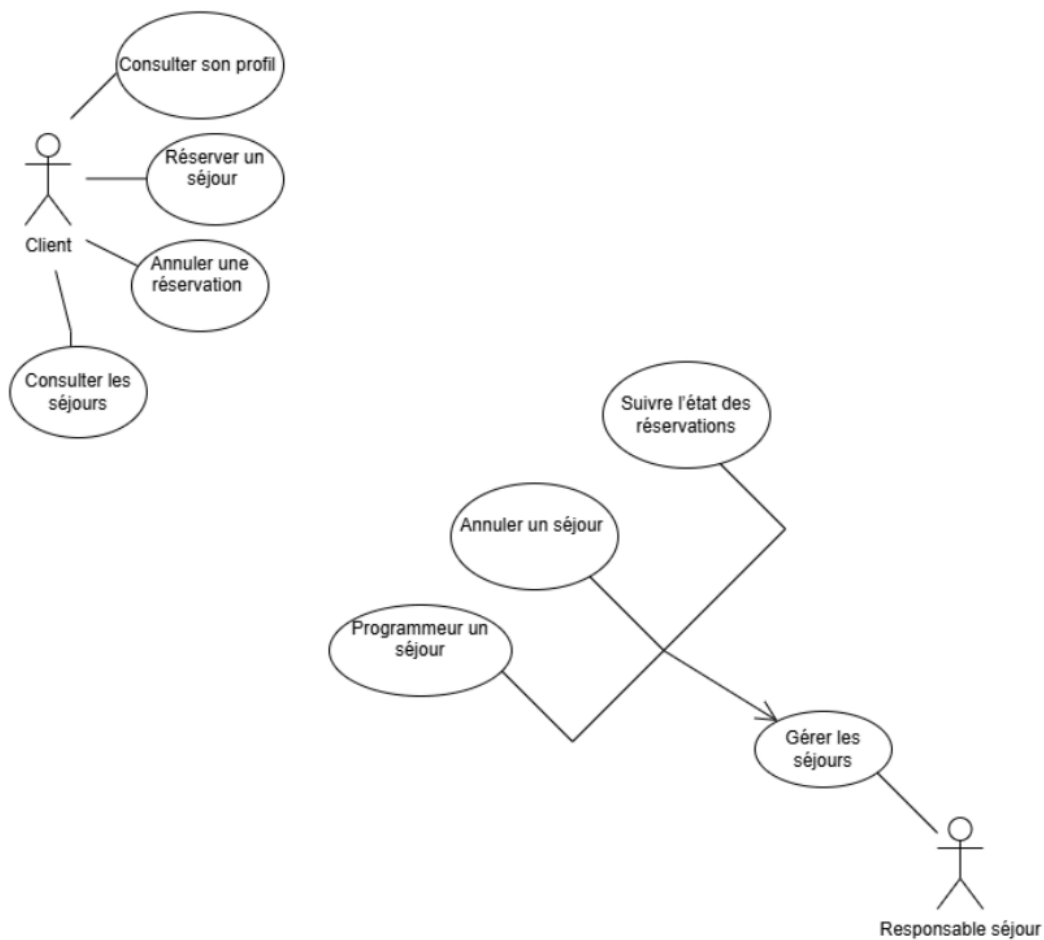 Consulter son profil
Réserver un
séjour
Client
Annuler une
réservation
Consulter les
séjours
Suivre l'état des
réservations
Annuler un séjour
Programmeur un
séjour
Gérer les
séjours
Responsable séjour